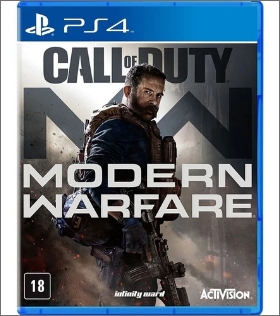 PS4
CALL OF DUTY
MW
MODERN
WARFARE
18
infinity ward
ACTIVISION